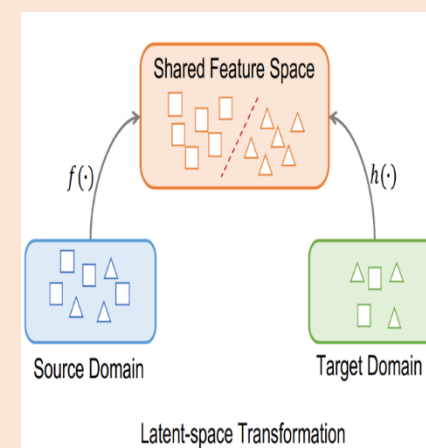 Shared Feature Space
f(·)
h(·)
Source Domain
Target Domain
Latent-space Transformation